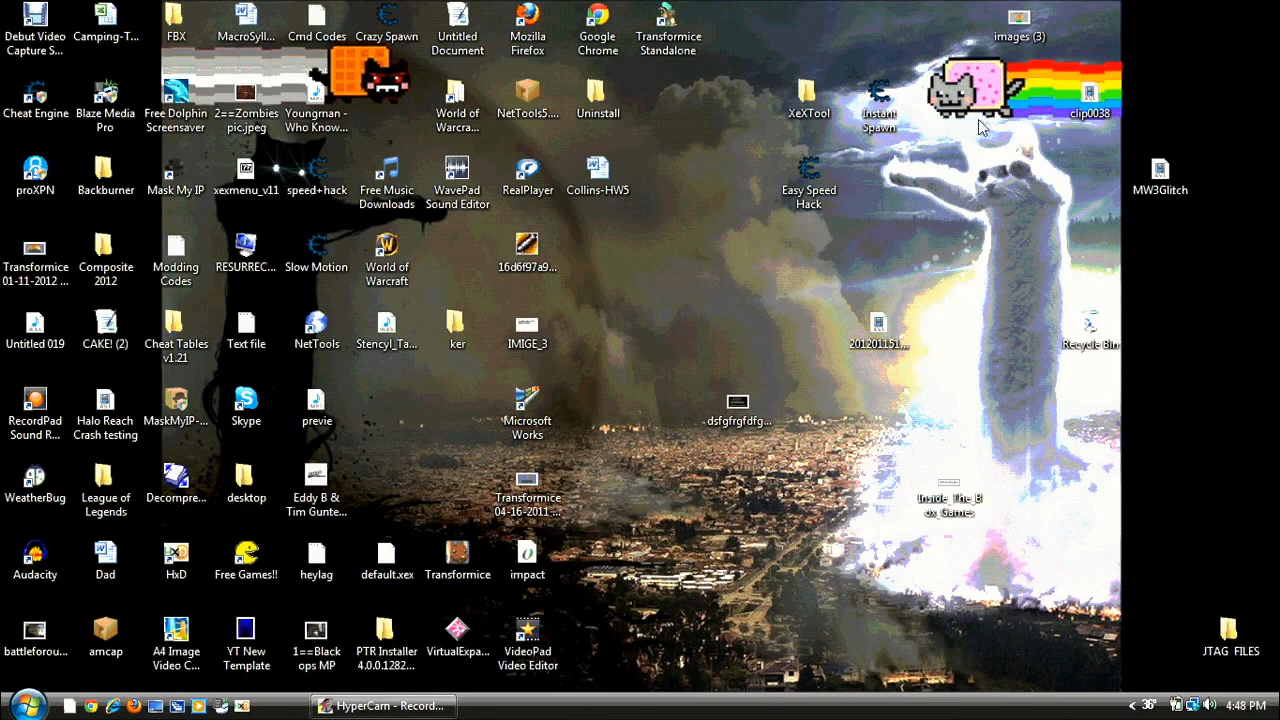 Debut Video
Capture S...
Camping-T...
FBX
MacroSyll...
Cmd Codes
Crazy Spawn
Untitled
Document
Mozilla
Firefox
Google
Chrome
Transformice
Standalone
images (3)
Cheat Engine
Blaze Media
Pro
Free Dolphin
Screensaver
2==Zombies
pic.jpeg
Youngman -
Who Know...
World of
Warcra...
NetTools5....
Uninstall
XeXTool
Instant
Spawn
clip0038
proXPN
Backburner
Mask My IP
xexmenu_v11
speed+hack
Free Music
Downloads
WavePad
Sound Editor
RealPlayer
Collins-HW5
Easy Speed
Hack
MW3Glitch
Transformice
01-11-2012 ...
Composite
2012
Modding
Codes
RESURREC...
Slow Motion
World of
Warcraft
16d6f97a9...
Untitled 019
CAKE! (2)
Cheat Tables
v1.21
Text file
NetTools
Stencyl_Ta...
ker
IMIGE_3
201201151...
Recycle Bin
RecordPad
Sound R...
Halo Reach
Crash testing
MaskMyIP-...
Skype
previe
Microsoft
Works
dsfgfrgfdfg...
WeatherBug
League of
Legends
Decompre...
desktop
Eddy B &
Tim Gunte...
Transformice
04-16-2011 ...
Inside_The_B
ox_Games
Audacity
Dad
HxD
Free Games!!
heylag
default.xex
Transformice
impact
battleforou...
amcap
A4 Image
Video C...
YT New
Template
1==Black
ops MP
PTR Installer
4.0.0.1282...
VirtualExpa...
VideoPad
Video Editor
JTAG FILES
HyperCam - Record...
36°
4:48 PM